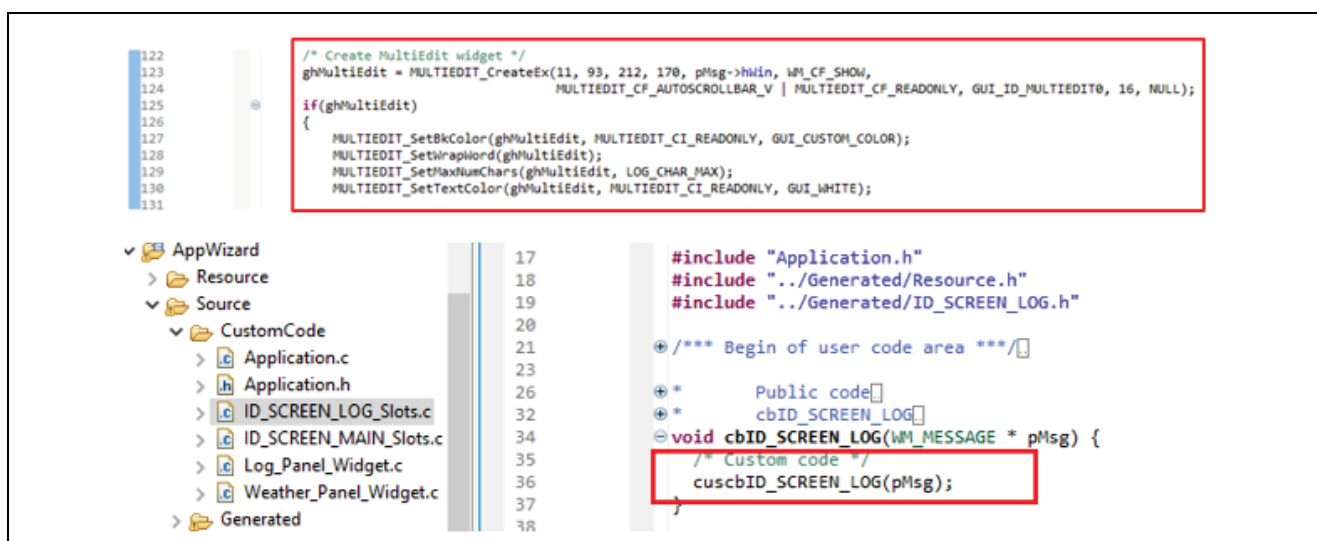 122 /* Create MultiEdit widget */
123 ghMultiEdit = MULTIEDIT_CreateEx(11, 93, 212, 170, pMsg->hWin, WM_CF_SHOW,
124 MULTIEDIT_CF_AUTOSCROLLBAR_V | MULTIEDIT_CF_READONLY, GUI_ID_MULTIEDIT0, 16, NULL);
125 if(ghMultiEdit)
126 {
127 MULTIEDIT_SetBkColor(ghMultiEdit, MULTIEDIT_CI_READONLY, GUI_CUSTOM_COLOR);
128 MULTIEDIT_SetWrapWord(ghMultiEdit);
129 MULTIEDIT_SetMaxNumChars(ghMultiEdit, LOG_CHAR_MAX);
130 MULTIEDIT_SetTextColor(ghMultiEdit, MULTIEDIT_CI_READONLY, GUI_WHITE);
131
AppWizard
Resource
Source
CustomCode
Application.c
Application.h
ID_SCREEN_LOG_Slots.c
ID_SCREEN_MAIN_Slots.c
Log_Panel_Widget.c
Weather_Panel_Widget.c
Generated
17 #include "Application.h"
18 #include "../Generated/Resource.h"
19 #include "../Generated/ID_SCREEN_LOG.h"
20
21 /*** Begin of user code area ***/
23
26 * Public code
32 * cbID_SCREEN_LOG
34 void cbID_SCREEN_LOG(WM_MESSAGE * pMsg) {
35 /* Custom code */
36 cuscbID_SCREEN_LOG(pMsg);
37 }
38